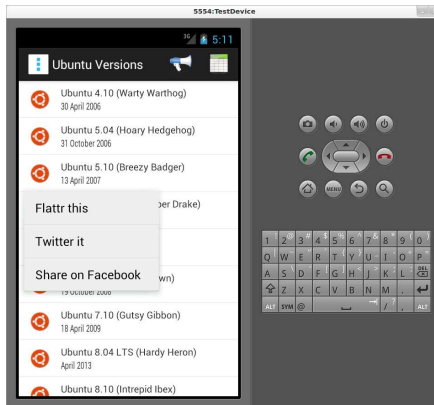 5554:TestDevice
3G 5:11
Ubuntu Versions
Ubuntu 4.10 (Warty Warthog)
30 April 2006
Ubuntu 5.04 (Hoary Hedgehog)
31 October 2006
Ubuntu 5.10 (Breezy Badger)
13 April 2007
per Drake)
Flattr this
Twitter it
Share on Facebook
wn)
19 October 2008
Ubuntu 7.10 (Gutsy Gibbon)
18 April 2009
Ubuntu 8.04 LTS (Hardy Heron)
April 2013
Ubuntu 8.10 (Intrepid Ibex)
MENU
1 2 @ 3 # 4 $ 5 % 6 ^ 7 & 8 * 9 ( 0 )
Q W E R T Y U I O P
A S D F G H J K L DEL
Z X C V B N M .
ALT SYM @ / ? , ALT